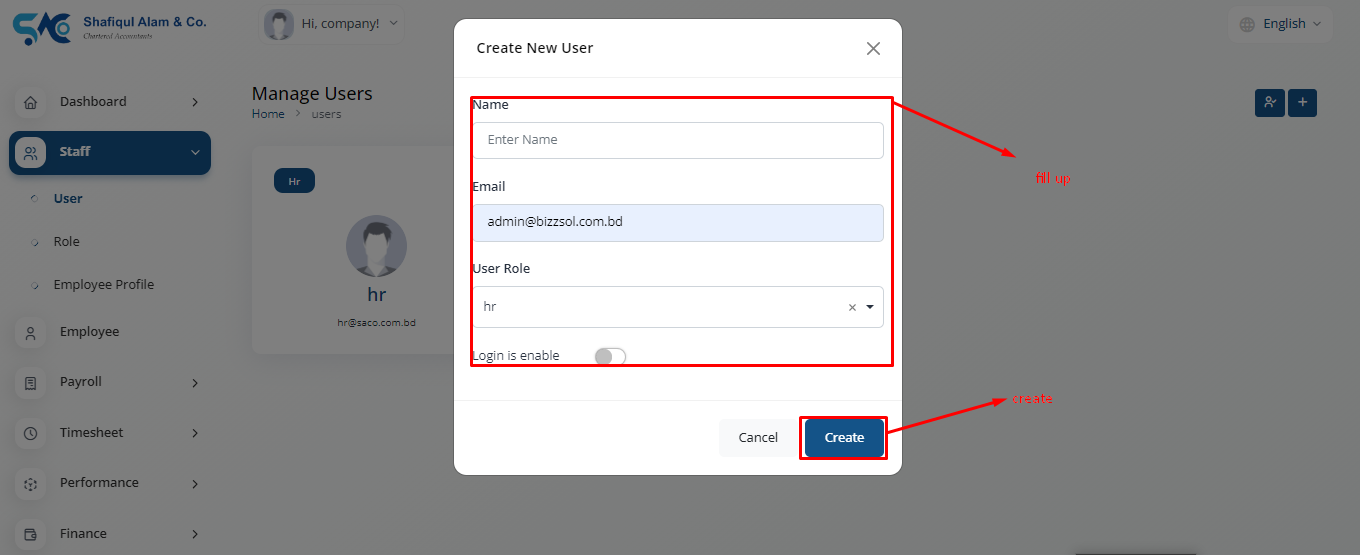 Shafiqul Alam & Co.
Chartered Accountants
Hi, company!
English
Dashboard
Staff
User
Role
Employee Profile
Employee
Payroll
Timesheet
Performance
Finance
Manage Users
Home > users
Hr
hr
hr@saco.com.bd
Create New User
Name
Enter Name
Email
admin@bizzsol.com.bd
User Role
hr
Login is enable
Cancel
Create
fill up
create